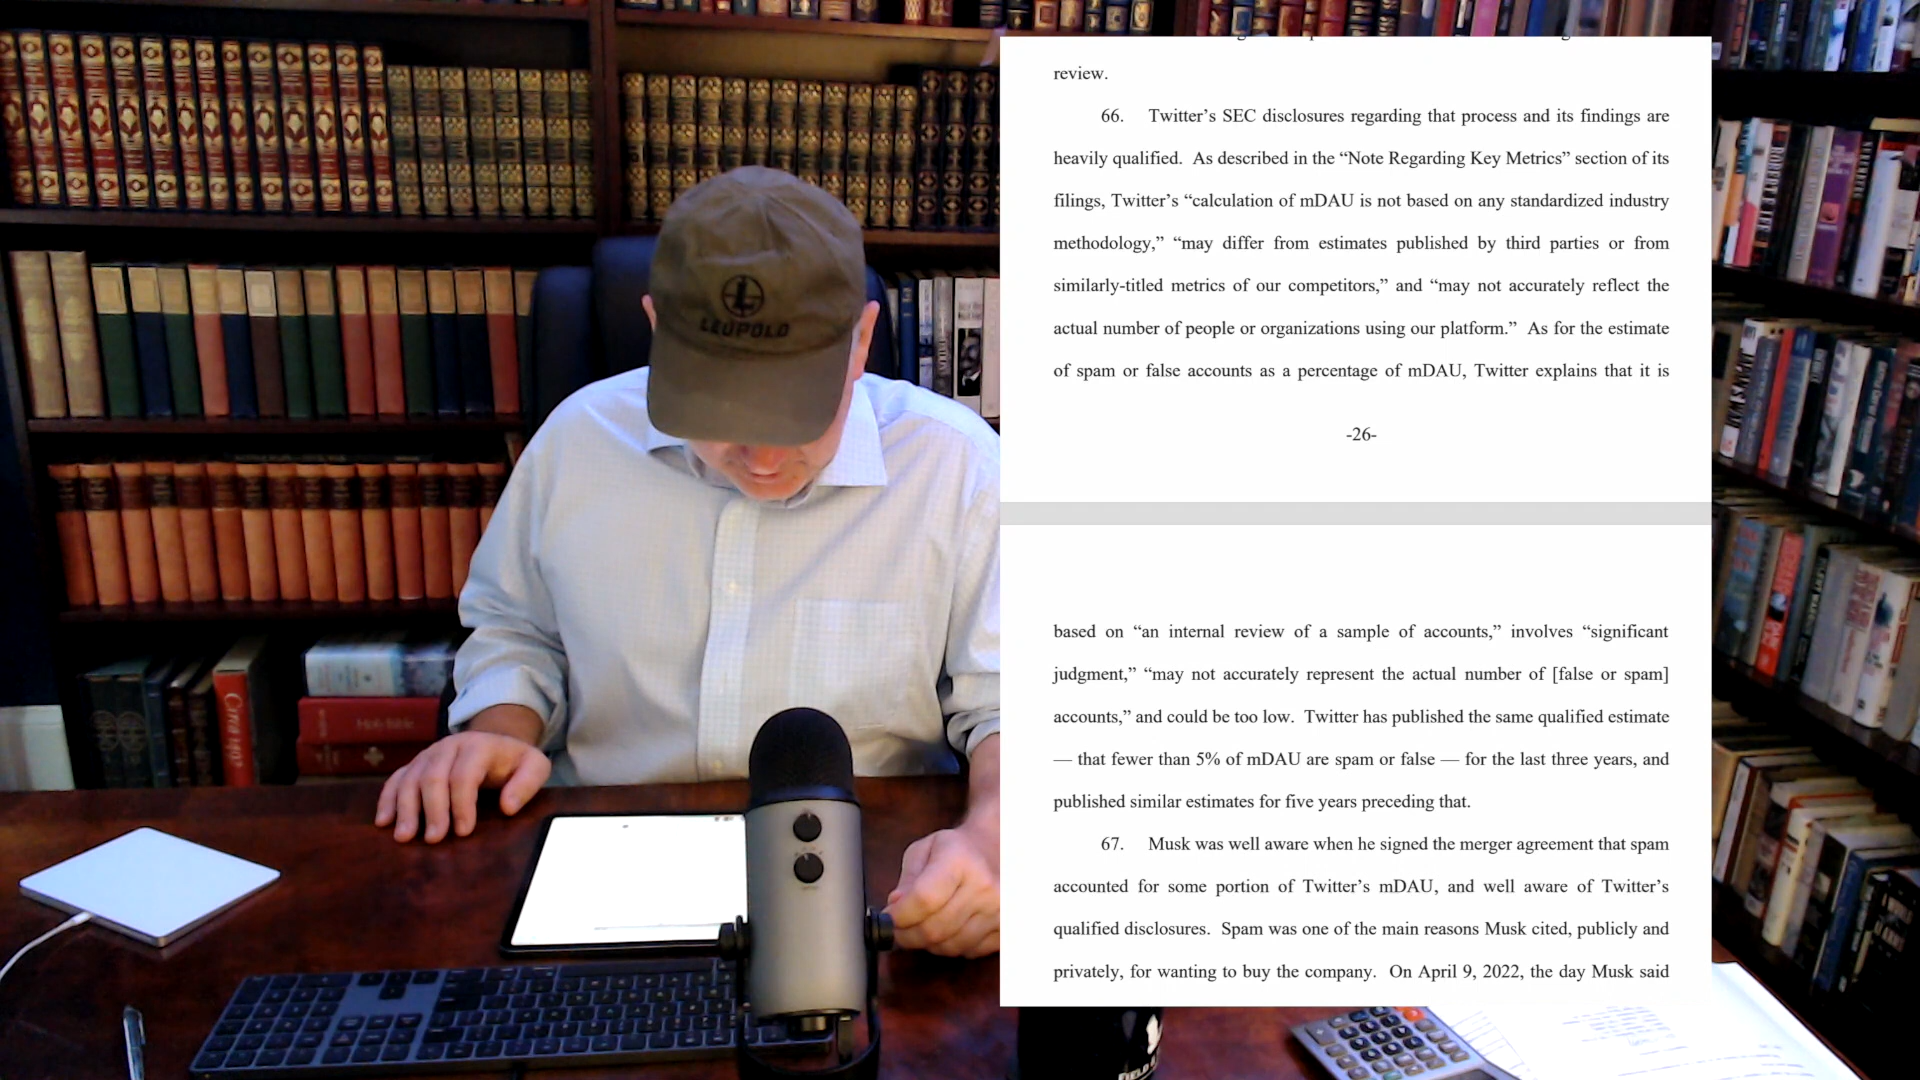 review.
66. Twitter’s SEC disclosures regarding that process and its findings are
heavily qualified. As described in the “Note Regarding Key Metrics” section of its
filings, Twitter’s “calculation of mDAU is not based on any standardized industry
methodology,” “may differ from estimates published by third parties or from
similarly-titled metrics of our competitors,” and “may not accurately reflect the
actual number of people or organizations using our platform.” As for the estimate
of spam or false accounts as a percentage of mDAU, Twitter explains that it is
-26-
based on “an internal review of a sample of accounts,” involves “significant
judgment,” “may not accurately represent the actual number of [false or spam]
accounts,” and could be too low. Twitter has published the same qualified estimate
— that fewer than 5% of mDAU are spam or false — for the last three years, and
published similar estimates for five years preceding that.
67. Musk was well aware when he signed the merger agreement that spam
accounted for some portion of Twitter’s mDAU, and well aware of Twitter’s
qualified disclosures. Spam was one of the main reasons Musk cited, publicly and
privately, for wanting to buy the company. On April 9, 2022, the day Musk said
LEUPOLD
Holy Bible